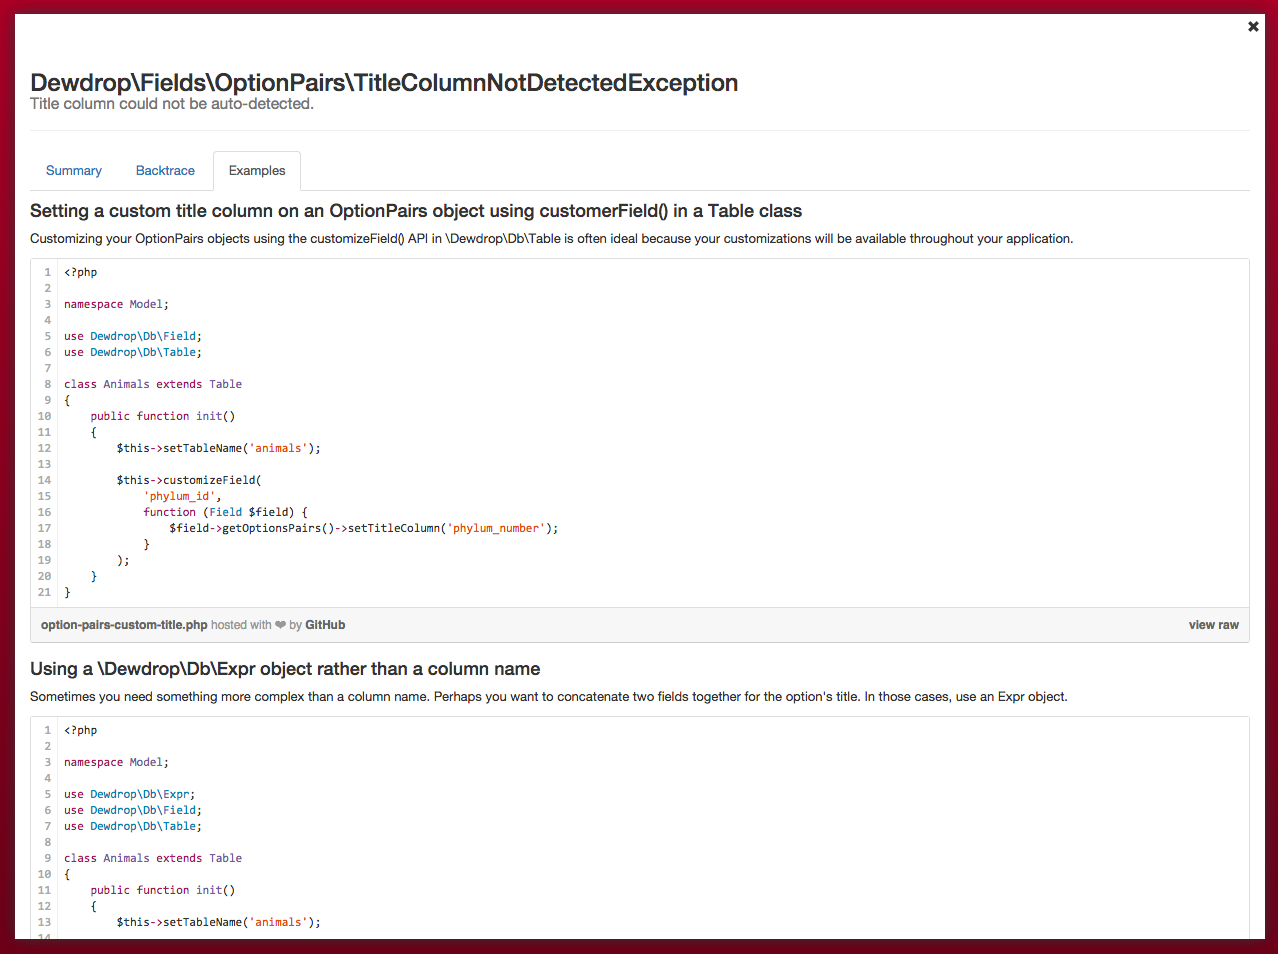 ✖
Dewdrop\Fields\OptionPairs\TitleColumnNotDetectedException
Title column could not be auto-detected.
Summary Backtrace Examples
Setting a custom title column on an OptionPairs object using customerField() in a Table class
Customizing your OptionPairs objects using the customizeField() API in \Dewdrop\Db\Table is often ideal because your customizations will be available throughout your application.
1 <?php
2
3 namespace Model;
4
5 use Dewdrop\Db\Field;
6 use Dewdrop\Db\Table;
7
8 class Animals extends Table
9 {
10     public function init()
11     {
12         $this->setTableName('animals');
13
14         $this->customizeField(
15             'phylum_id',
16             function (Field $field) {
17                 $field->getOptionsPairs()->setTitleColumn('phylum_number');
18             }
19         );
20     }
21 }
option-pairs-custom-title.php hosted with ❤ by GitHub view raw
Using a \Dewdrop\Db\Expr object rather than a column name
Sometimes you need something more complex than a column name. Perhaps you want to concatenate two fields together for the option's title. In those cases, use an Expr object.
1 <?php
2
3 namespace Model;
4
5 use Dewdrop\Db\Expr;
6 use Dewdrop\Db\Field;
7 use Dewdrop\Db\Table;
8
9 class Animals extends Table
10 {
11     public function init()
12     {
13         $this->setTableName('animals');
14